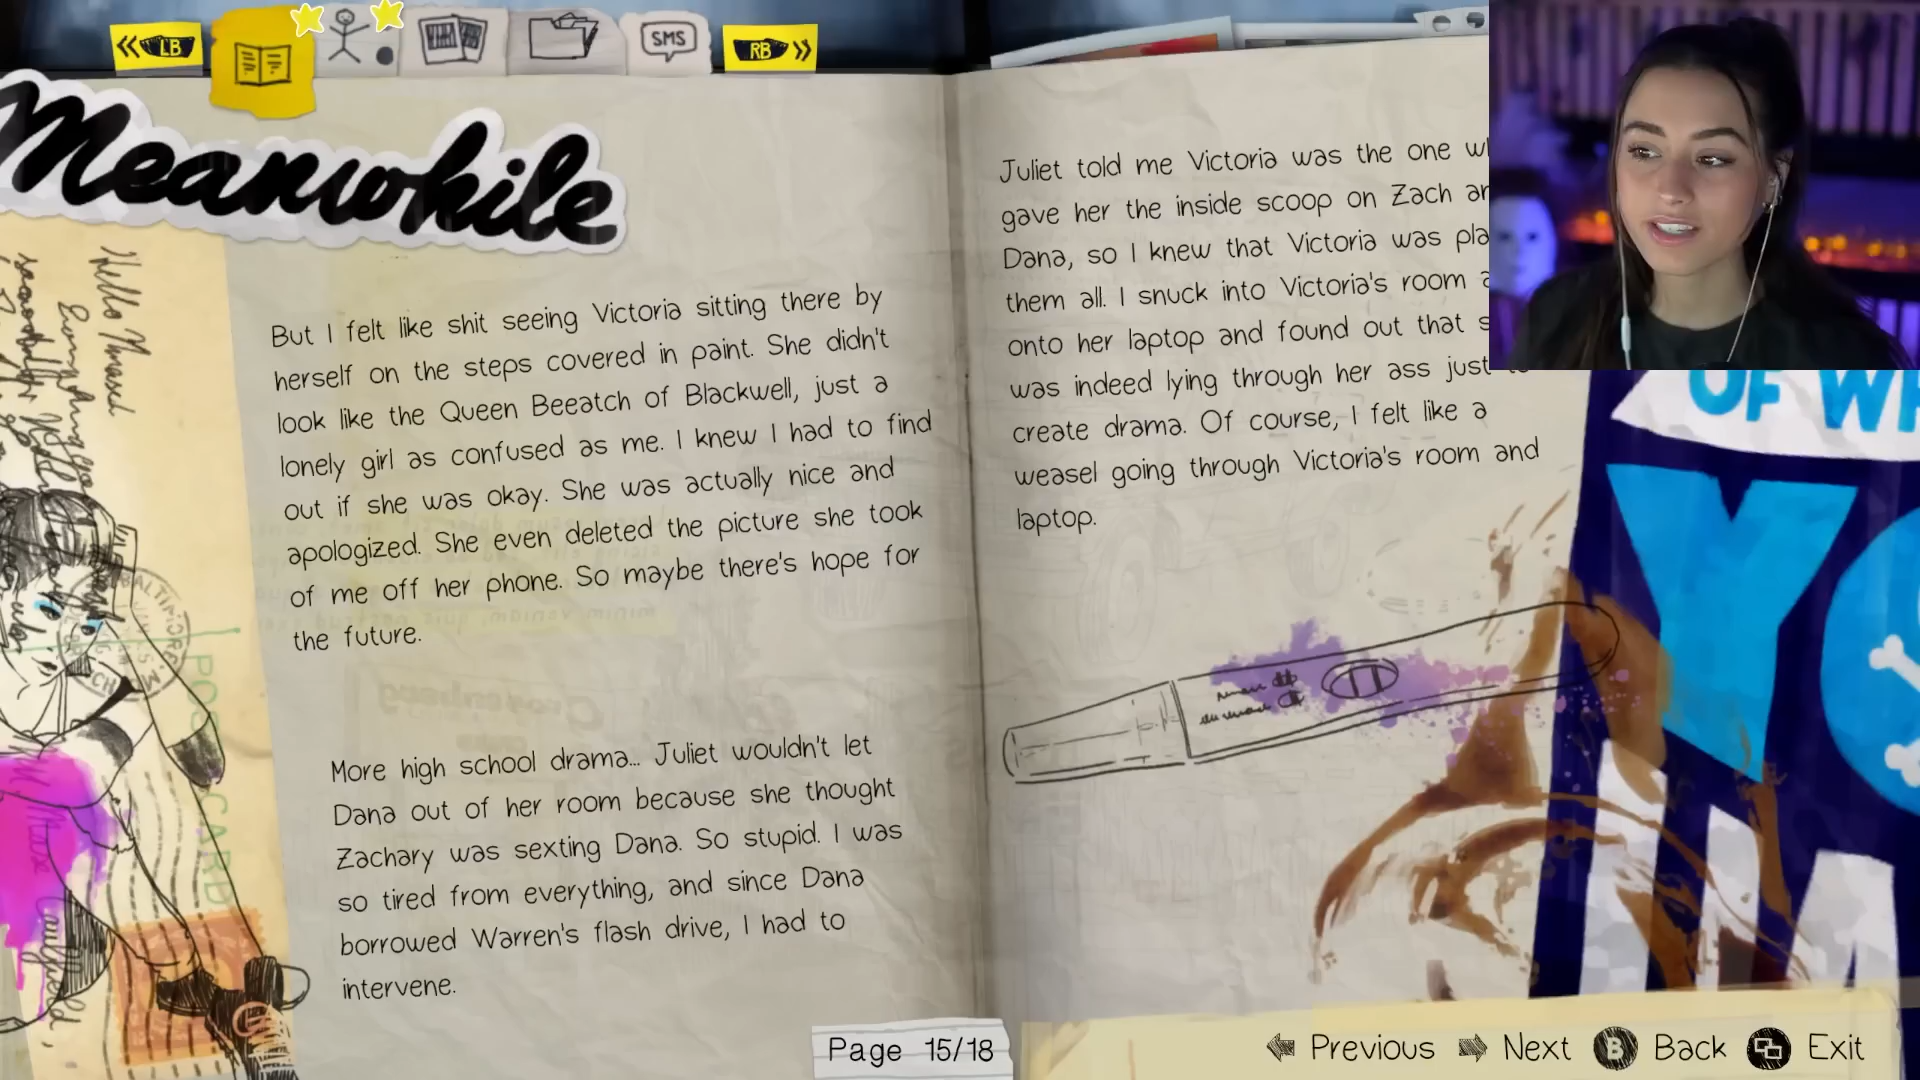 LB
SMS
RB
Meanwhile
But I felt like shit seeing Victoria sitting there by
herself on the steps covered in paint. She didn't
look like the Queen Beeatch of Blackwell, just a
lonely girl as confused as me. I knew I had to find
out if she was okay. She was actually nice and
apologized. She even deleted the picture she took
of me off her phone. So maybe there's hope for
the future.
More high school drama... Juliet wouldn't let
Dana out of her room because she thought
Zachary was sexting Dana. So stupid. I was
so tired from everything, and since Dana
borrowed Warren's flash drive, I had to
intervene.
Juliet told me Victoria was the one
gave her the inside scoop on Zach
Dana, so I knew that Victoria was
them all. I snuck into Victoria's room
onto her laptop and found out that
was indeed lying through her ass just to
create drama. Of course, I felt like a
weasel going through Victoria's room and
laptop.
POST CARD
OF
Page 15/18
Previous
Next
B Back
Exit